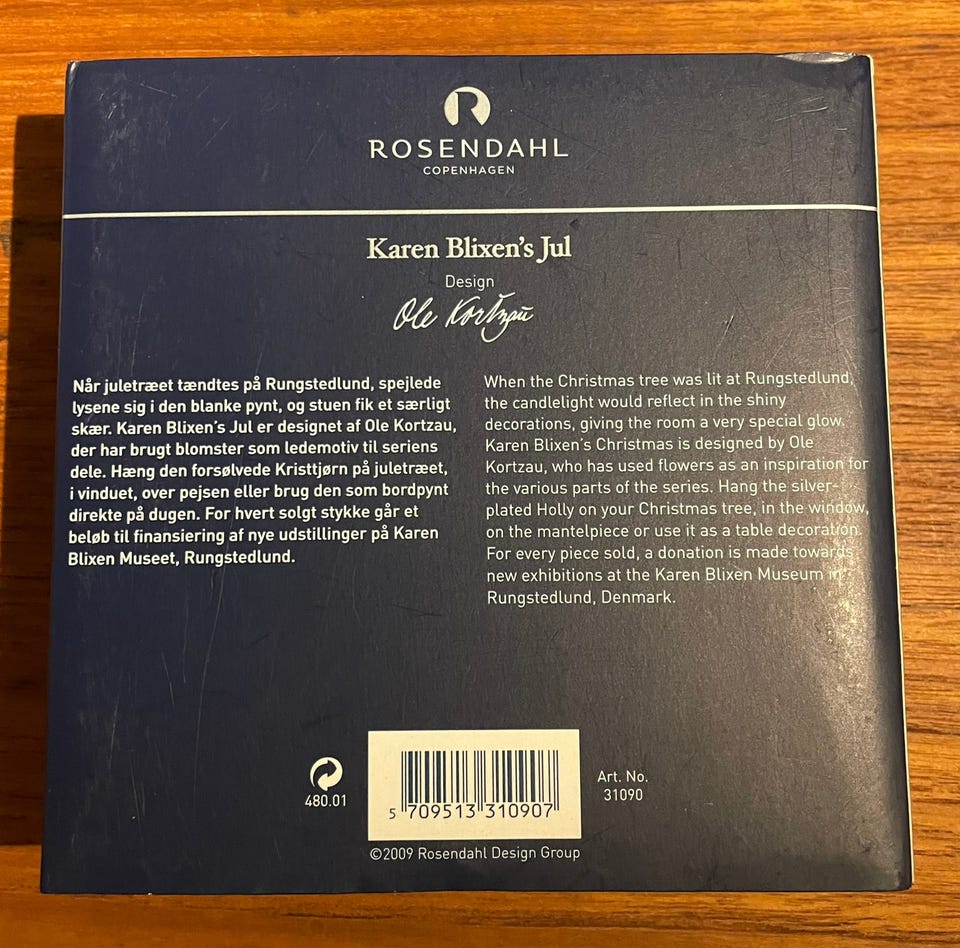 R
ROSENDAHL
COPENHAGEN
Karen Blixen's Jul
Design
Ole Kortzau
Når juletræet tændtes på Rungstedlund, spejlede
lysene sig i den blanke pynt, og stuen fik et særligt
skær. Karen Blixen's Jul er designet af Ole Kortzau,
der har brugt blomster som ledemotiv til seriens
dele. Hæng den forsølvede Kristtjørn på juletræet,
i vinduet, over pejsen eller brug den som bordpynt
direkte på dugen. For hvert solgt stykke går et
beløb til finansiering af nye udstillinger på Karen
Blixen Museet, Rungstedlund.
When the Christmas tree was lit at Rungstedlund,
the candlelight would reflect in the shiny
decorations, giving the room a very special glow.
Karen Blixen's Christmas is designed by Ole
Kortzau, who has used flowers as an inspiration for
the various parts of the series. Hang the silver-
plated Holly on your Christmas tree, in the window,
on the mantelpiece or use it as a table decoration.
For every piece sold, a donation is made towards
new exhibitions at the Karen Blixen Museum in
Rungstedlund, Denmark.
480.01
5 709513 310907
Art. No.
31090
©2009 Rosendahl Design Group